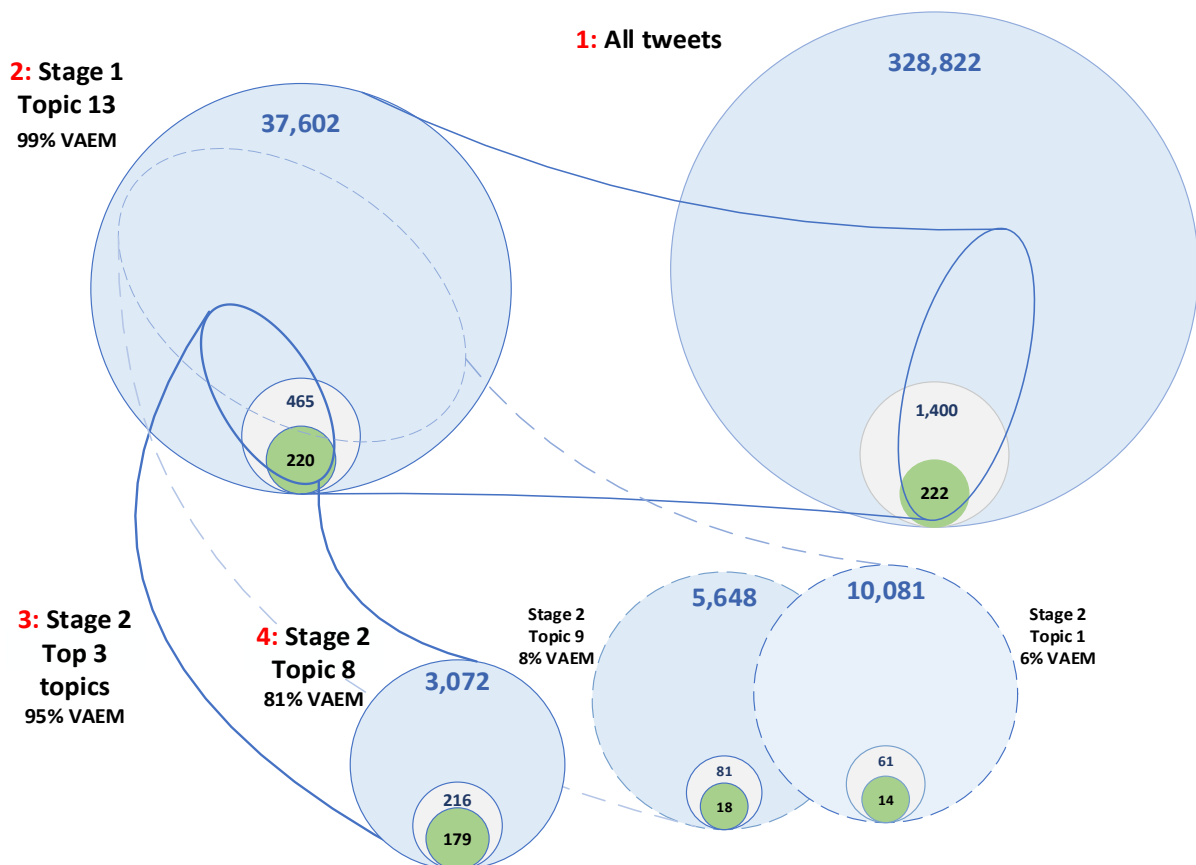 1: All tweets
328,822
1,400
222
2: Stage 1
Topic 13
99% VAEM
37,602
465
220
3: Stage 2
Top 3
topics
95% VAEM
4: Stage 2
Topic 8
81% VAEM
3,072
216
179
Stage 2
Topic 9
8% VAEM
5,648
81
18
10,081
61
14
Stage 2
Topic 1
6% VAEM